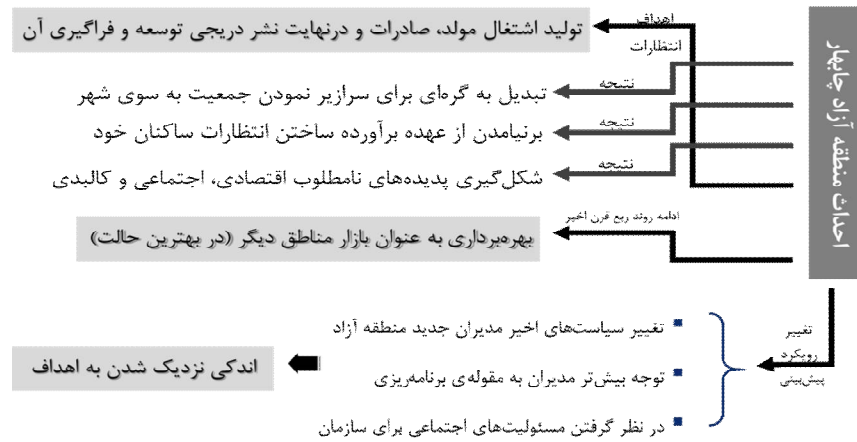 احداث منطقه آزاد چابهار
اهداف
انتظارات
تولید اشتغال مولد، صادرات و درنهایت نشر دریجی توسعه و فراگیری آن
نتیجه
تبدیل به گره‌ای برای سرازیر نمودن جمعیت به سوی شهر
نتیجه
برنیامدن از عهده برآورده ساختن انتظارات ساکنان خود
نتیجه
شکل‌گیری پدیده‌های نامطلوب اقتصادی، اجتماعی و کالبدی
ادامه روند ربع قرن اخیر
بهره‌برداری به عنوان بازار مناطق دیگر (در بهترین حالت)
تغییر
رویکرد
پیش‌بینی
تغییر سیاست‌های اخیر مدیران جدید منطقه آزاد
توجه بیش‌تر مدیران به مقوله‌ی برنامه‌ریزی
در نظر گرفتن مسئولیت‌های اجتماعی برای سازمان
اندکی نزدیک شدن به اهداف